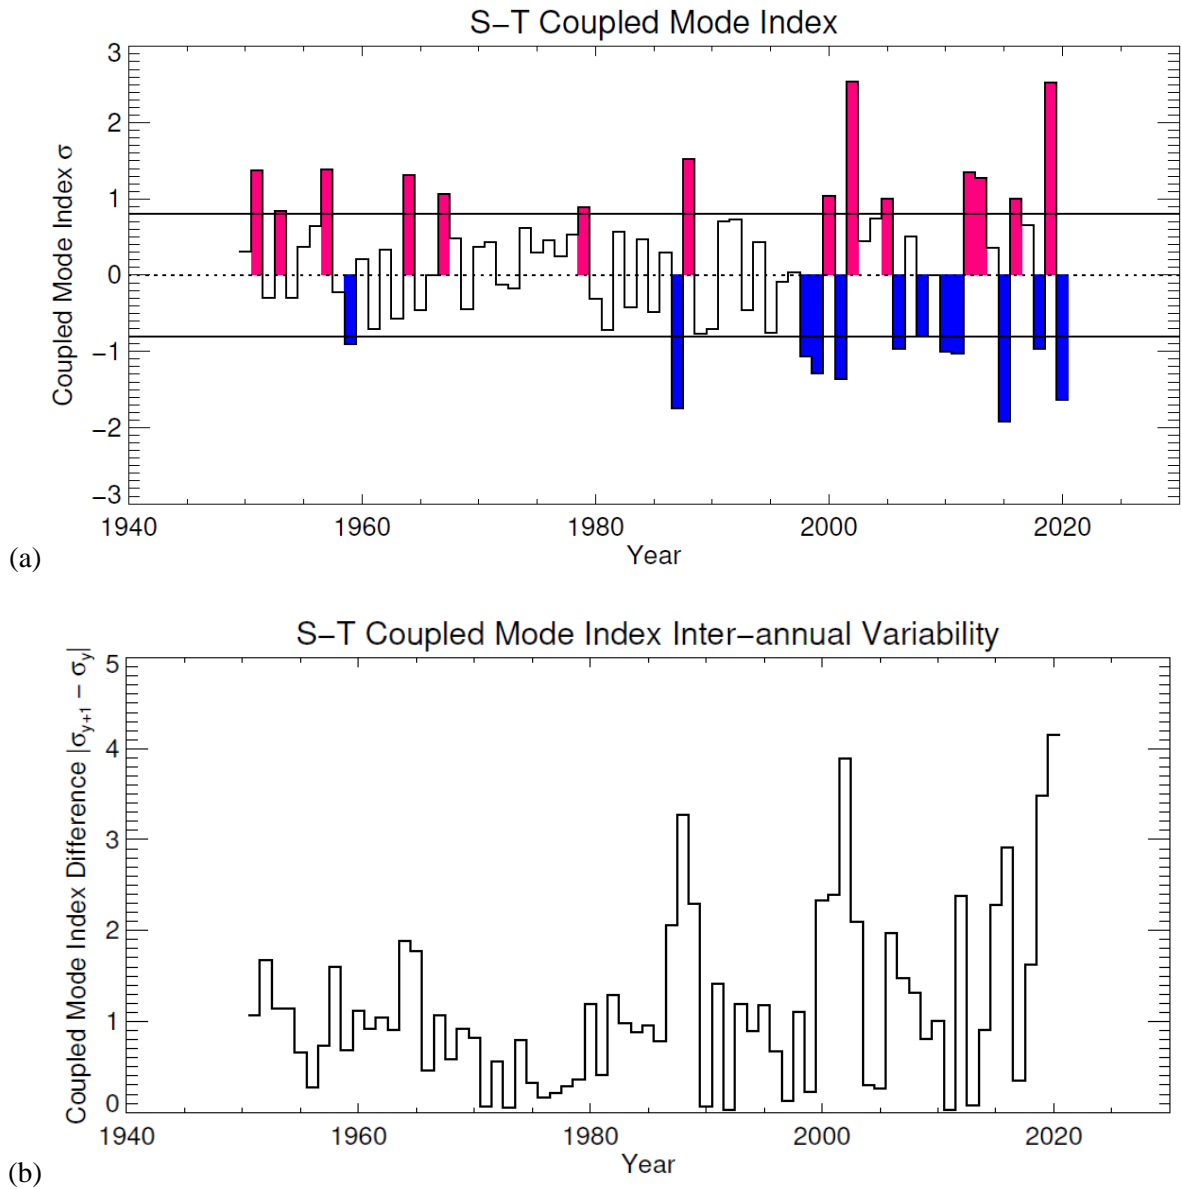 S−T Coupled Mode Index
Coupled Mode Index σ
3
2
1
0
−1
−2
−3
1940 1960 1980 2000 2020
Year
(a)
S−T Coupled Mode Index Inter−annual Variability
Coupled Mode Index Difference |σy+1 − σy|
5
4
3
2
1
0
1940 1960 1980 2000 2020
Year
(b)